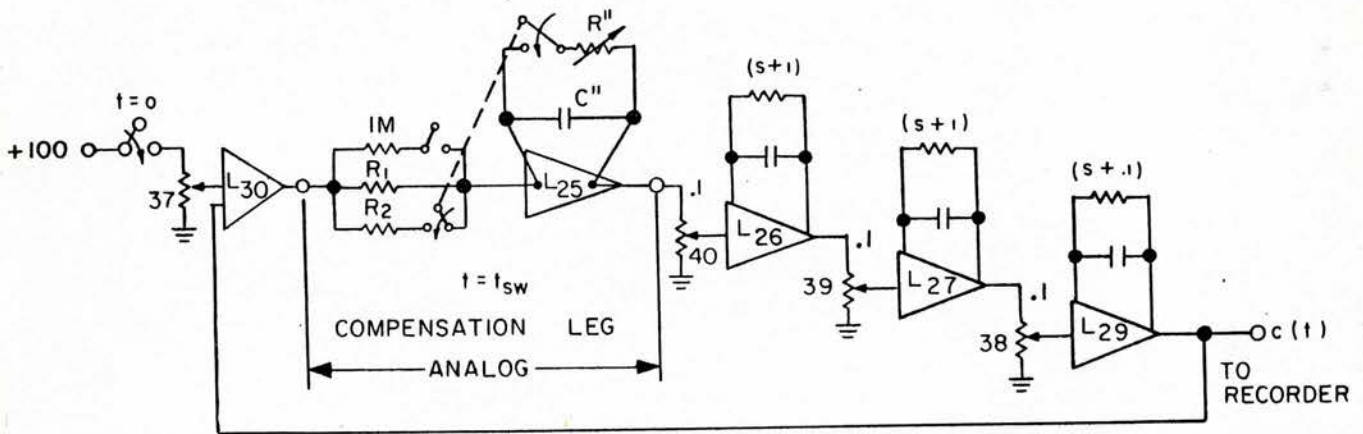 t=0
+100
37
L30
1M
R1
R2
t = tsw
R"
C"
L25
.1
40
(s+1)
L26
.1
39
(s+1)
L27
.1
38
(s+.1)
L29
c(t)
TO
RECORDER
COMPENSATION LEG
ANALOG